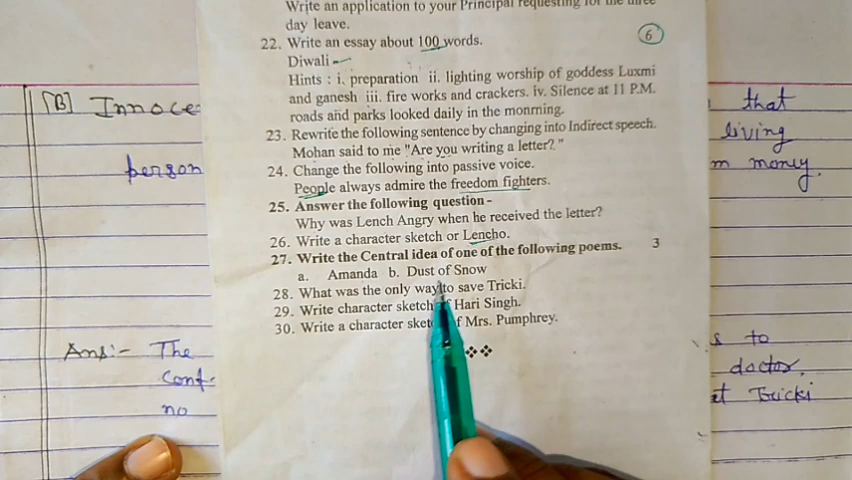 Write an application to your Principal requesting for the three
day leave.
22. Write an essay about 100 words.
6
Diwali
Hints : i. preparation ii. lighting worship of goddess Luxmi
and ganesh iii. fire works and crackers. iv. Silence at 11 P.M.
roads and parks looked daily in the monrming.
23. Rewrite the following sentence by changing into Indirect speech.
Mohan said to me "Are you writing a letter?"
24. Change the following into passive voice.
People always admire the freedom fighters.
25. Answer the following question-
Why was Lench Angry when he received the letter?
26. Write a character sketch or Lencho.
27. Write the Central idea of one of the following poems. 3
a. Amanda b. Dust of Snow
28. What was the only way to save Tricki.
29. Write character sketch of Hari Singh.
30. Write a character sket f Mrs. Pumphrey.
[B] Innoce
person
Ans:- The
Conf-
no
that
living
m money.
s to
doctor.
et Tricki